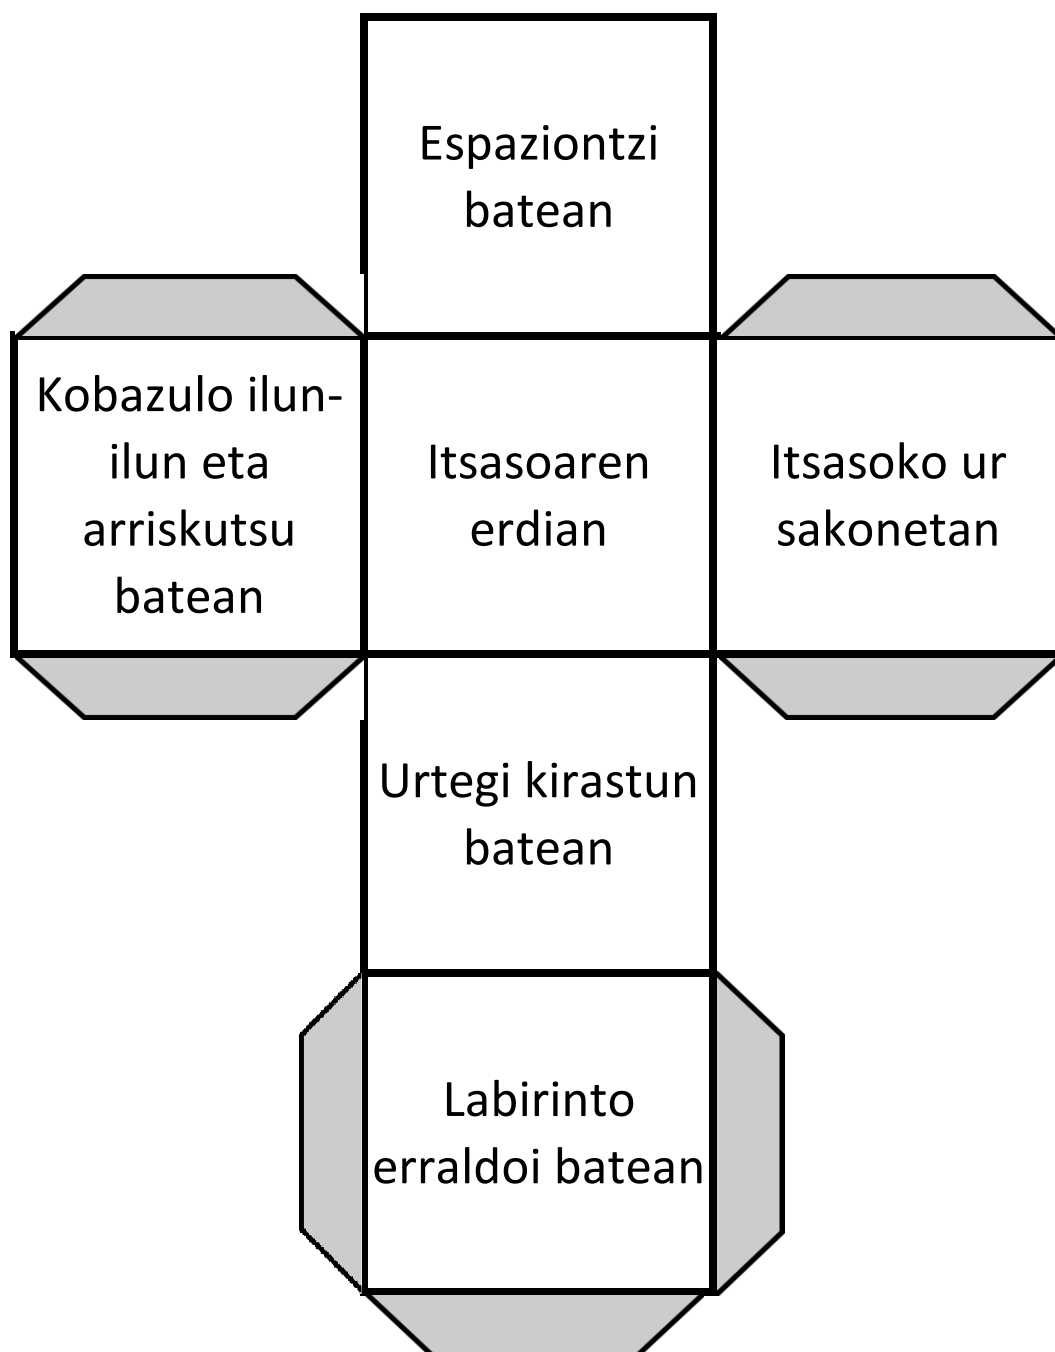 Espaziontzi
batean
Kobazulo ilun-
ilun eta
arriskutsu
batean
Itsasoaren
erdian
Itsasoko ur
sakonetan
Urtegi kirastun
batean
Labirinto
erraldoi batean